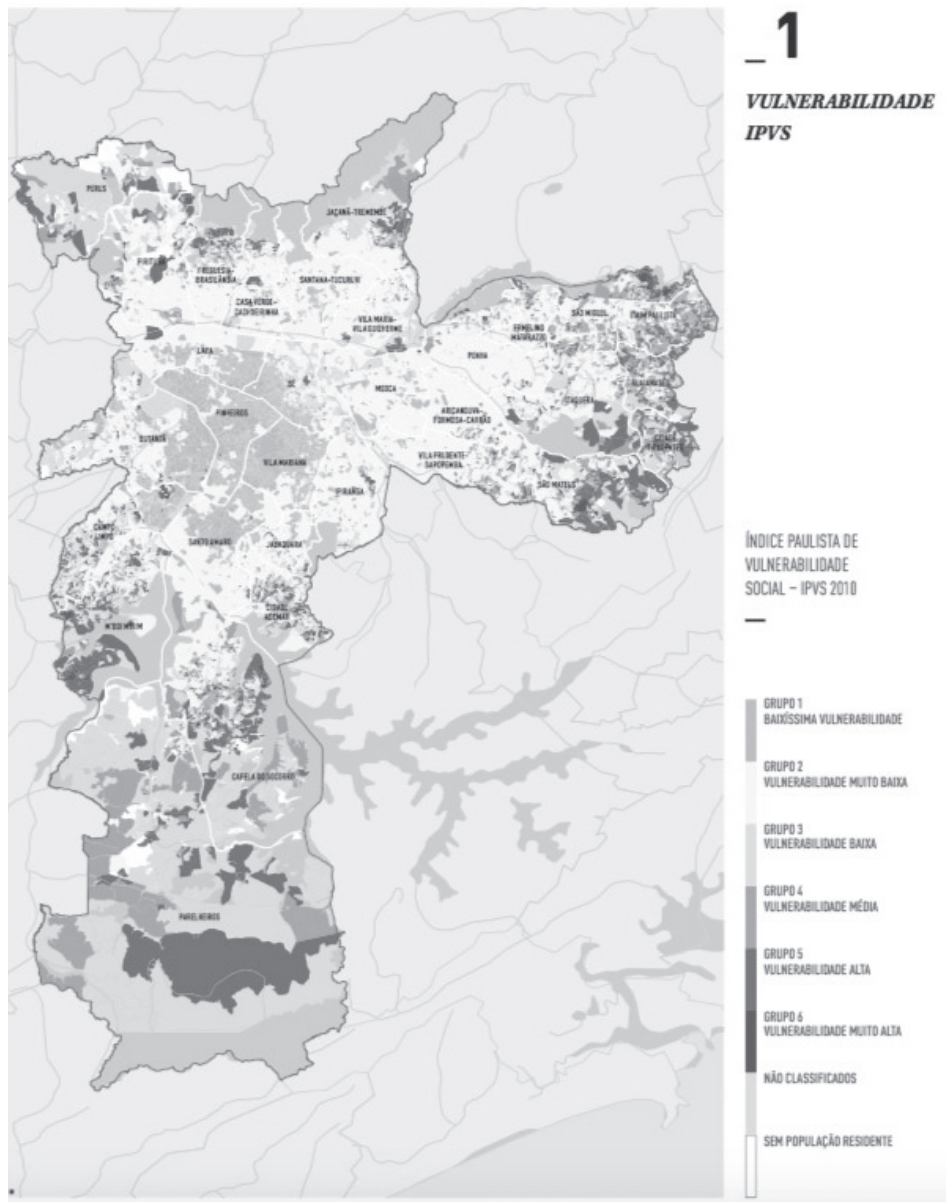 _1
VULNERABILIDADE
IPVS
PERUS
JAÇANÃ-TREMEMBÉ
PIRITUBA
FREGUESIA-
BRASILÂNDIA
SANTANA-TUCURUVI
CASA VERDE-
CACHOEIRINHA
VILA MARIA-
VILA GUILHERME
SÃO MIGUEL
ITAIM PAULISTA
ERMELINO
MATARAZZO
LAPA
PENHA
MOOCA
ITAQUERA
PINHEIROS
ARICANDUVA-
FORMOSA-CARRÃO
BUTANTÃ
VILA MARIANA
VILA PRUDENTE-
SAPOPEMBA
IPIRANGA
SÃO MATEUS
CAMPO
LIMPO
SANTO AMARO
JABAQUARA
CIDADE
ADEMAR
M'BOI MIRIM
CAPELA DO SOCORRO
PARELHEIROS
ÍNDICE PAULISTA DE
VULNERABILIDADE
SOCIAL – IPVS 2010
GRUPO 1
BAIXÍSSIMA VULNERABILIDADE
GRUPO 2
VULNERABILIDADE MUITO BAIXA
GRUPO 3
VULNERABILIDADE BAIXA
GRUPO 4
VULNERABILIDADE MÉDIA
GRUPO 5
VULNERABILIDADE ALTA
GRUPO 6
VULNERABILIDADE MUITO ALTA
NÃO CLASSIFICADOS
SEM POPULAÇÃO RESIDENTE